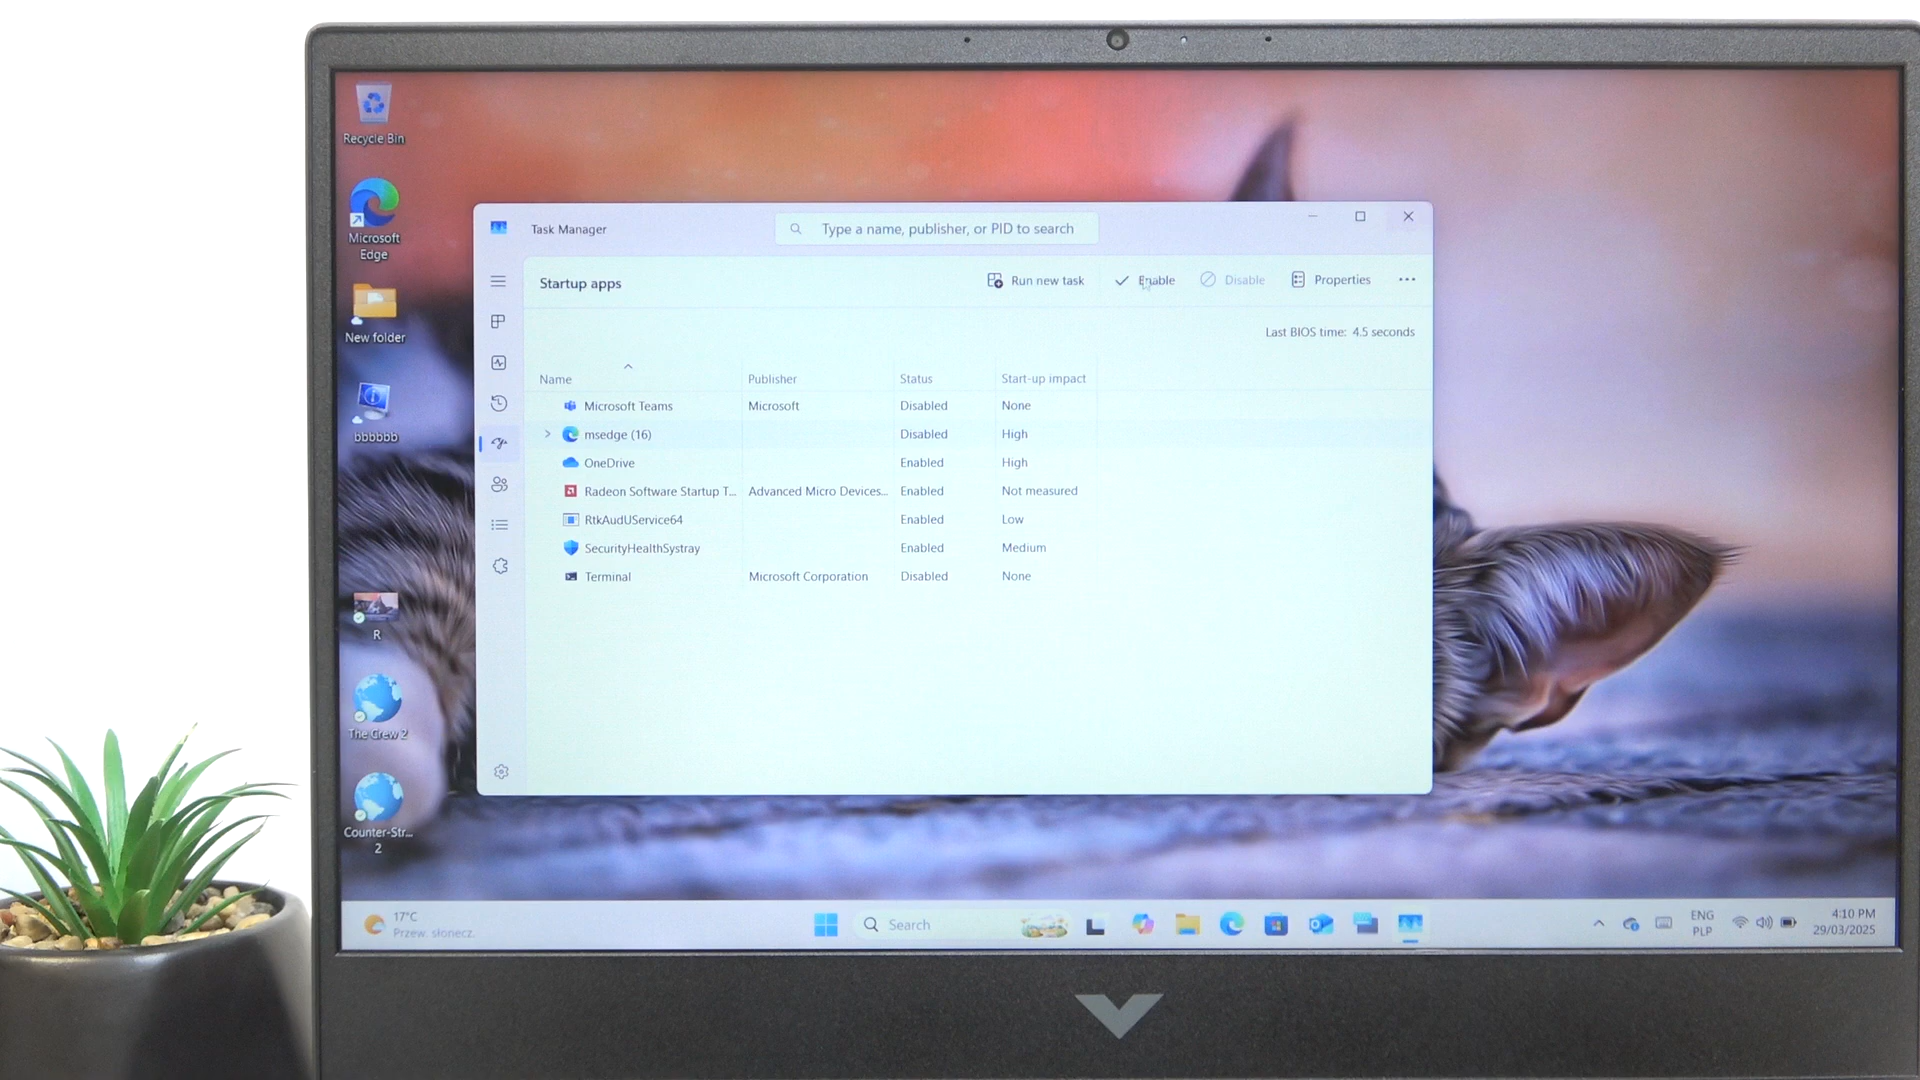 Recycle Bin
Microsoft
Edge
New folder
bbbbbb
R
The Crew 2
Counter-Str...
2
Task Manager
Type a name, publisher, or PID to search
Startup apps
Run new task
Enable
Disable
Properties
Last BIOS time: 4.5 seconds
Name Publisher Status Start-up impact
Microsoft Teams Microsoft Disabled None
msedge (16) Disabled High
OneDrive Enabled High
Radeon Software Startup T... Advanced Micro Devices... Enabled Not measured
RtkAudUService64 Enabled Low
SecurityHealthSystray Enabled Medium
Terminal Microsoft Corporation Disabled None
17°C
Przew. słonecz.
Search
ENG
PLP
4:10 PM
29/03/2025